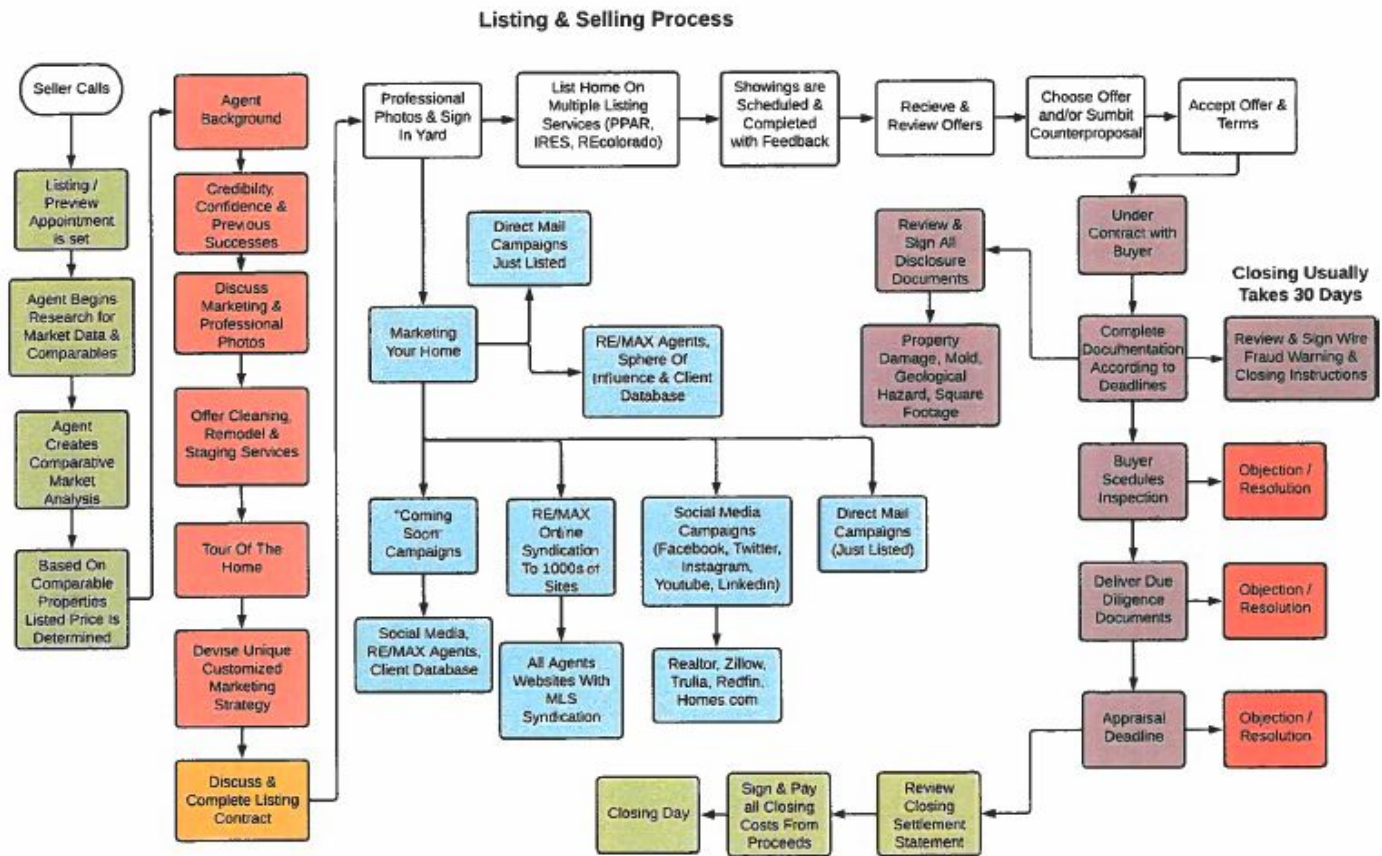 Listing & Selling Process
Seller Calls
Listing /
Preview
Appointment
is set
Agent Begins
Research for
Market Data &
Comparables
Agent
Creates
Comparative
Market
Analysis
Based On
Comparable
Properties
Listed Price Is
Determined
Agent
Background
Credibility,
Confidence &
Previous
Successes
Discuss
Marketing &
Professional
Photos
Offer Cleaning,
Remodel &
Staging Services
Tour Of The
Home
Devise Unique
Customized
Marketing
Strategy
Discuss &
Complete Listing
Contract
Professional
Photos & Sign
In Yard
List Home On
Multiple Listing
Services (PPAR,
IRES, REcolorado)
Showings are
Scheduled &
Completed
with Feedback
Recieve &
Review Offers
Choose Offer
and/or Sumbit
Counterproposal
Accept Offer &
Terms
Marketing
Your Home
Direct Mail
Campaigns
Just Listed
RE/MAX Agents,
Sphere Of
Influence & Client
Database
"Coming
Soon"
Campaigns
Social Media,
RE/MAX Agents,
Client Database
RE/MAX
Online
Syndication
To 1000s of
Sites
All Agents
Websites With
MLS
Syndication
Social Media
Campaigns
(Facebook, Twitter,
Instagram,
Youtube, Linkedin)
Realtor, Zillow,
Trulia, Redfin,
Homes.com
Direct Mail
Campaigns
(Just Listed)
Under
Contract with
Buyer
Review &
Sign All
Disclosure
Documents
Property
Damage, Mold,
Geological
Hazard, Square
Footage
Complete
Documentation
According to
Deadlines
Closing Usually
Takes 30 Days
Review & Sign Wire
Fraud Warning &
Closing Instructions
Buyer
Scedules
Inspection
Objection /
Resolution
Deliver Due
Diligence
Documents
Objection /
Resolution
Appraisal
Deadline
Objection /
Resolution
Review
Closing
Settlement
Statement
Sign & Pay
all Closing
Costs From
Proceeds
Closing Day